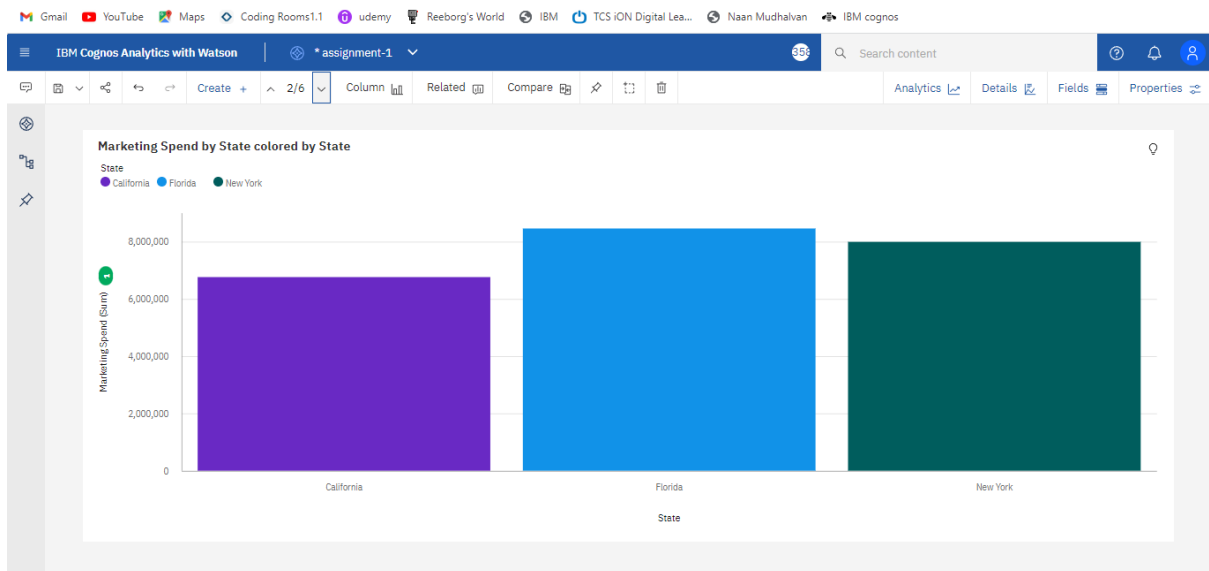 Gmail YouTube Maps Coding Rooms1.1 udemy Reeborg's World IBM TCS iON Digital Lea... Naan Mudhalvan IBM cognos
IBM Cognos Analytics with Watson * assignment-1 358 Search content
Create + 2/6 Column Related Compare Analytics Details Fields Properties
Marketing Spend by State colored by State
State
California Florida New York
8,000,000
6,000,000
4,000,000
2,000,000
0
Marketing Spend (Sum)
California Florida New York
State